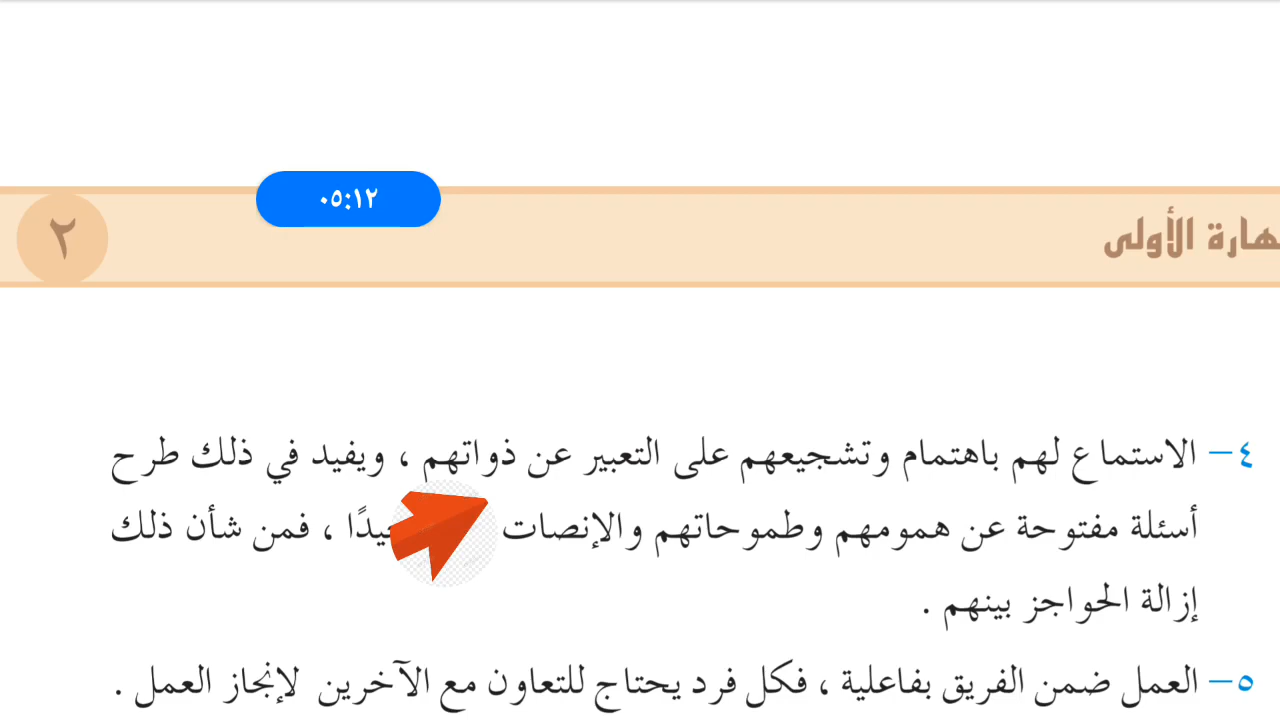 ٠٥:١٢
٢
هارة الأولى
٤- الاستماع لهم باهتمام وتشجيعهم على التعبير عن ذواتهم ، ويفيد في ذلك طرح
أسئلة مفتوحة عن همومهم وطموحاتهم والإنصات ، فمن شأن ذلك
إزالة الحواجز بينهم .
٥- العمل ضمن الفريق بفاعلية ، فكل فرد يحتاج للتعاون مع الآخرين لإنجاز العمل .